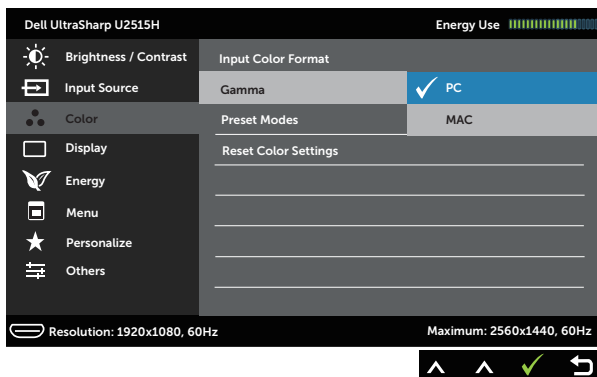 Dell UltraSharp U2515H Energy Use
Brightness / Contrast Input Color Format
Input Source Gamma PC
Color Preset Modes MAC
Display Reset Color Settings
Energy
Menu
Personalize
Others
Resolution: 1920x1080, 60Hz Maximum: 2560x1440, 60Hz